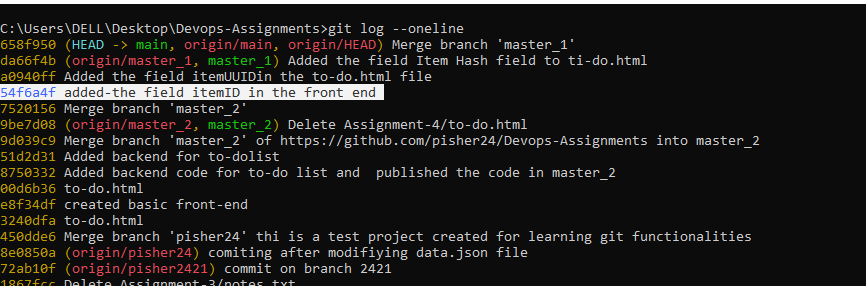 C:\Users\DELL\Desktop\Devops-Assignments>git log --oneline
658f950 (HEAD -> main, origin/main, origin/HEAD) Merge branch 'master_1'
da66f4b (origin/master_1, master_1) Added the field Item Hash field to ti-do.html
a0940ff Added the field itemUUIDin the to-do.html file
54f6a4f added-the field itemID in the front end
7520156 Merge branch 'master_2'
9be7d08 (origin/master_2, master_2) Delete Assignment-4/to-do.html
9d039c9 Merge branch 'master_2' of https://github.com/pisher24/Devops-Assignments into master_2
51d2d31 Added backend for to-dolist
8750332 Added backend code for to-do list and  published the code in master_2
00d6b36 to-do.html
e8f34df created basic front-end
3240dfa to-do.html
450dde6 Merge branch 'pisher24' thi is a test project created for learning git functionalities
8e0850a (origin/pisher24) comiting after modifiying data.json file
72ab10f (origin/pisher2421) commit on branch 2421
1867fcc Delete Assignment-3/notes.txt